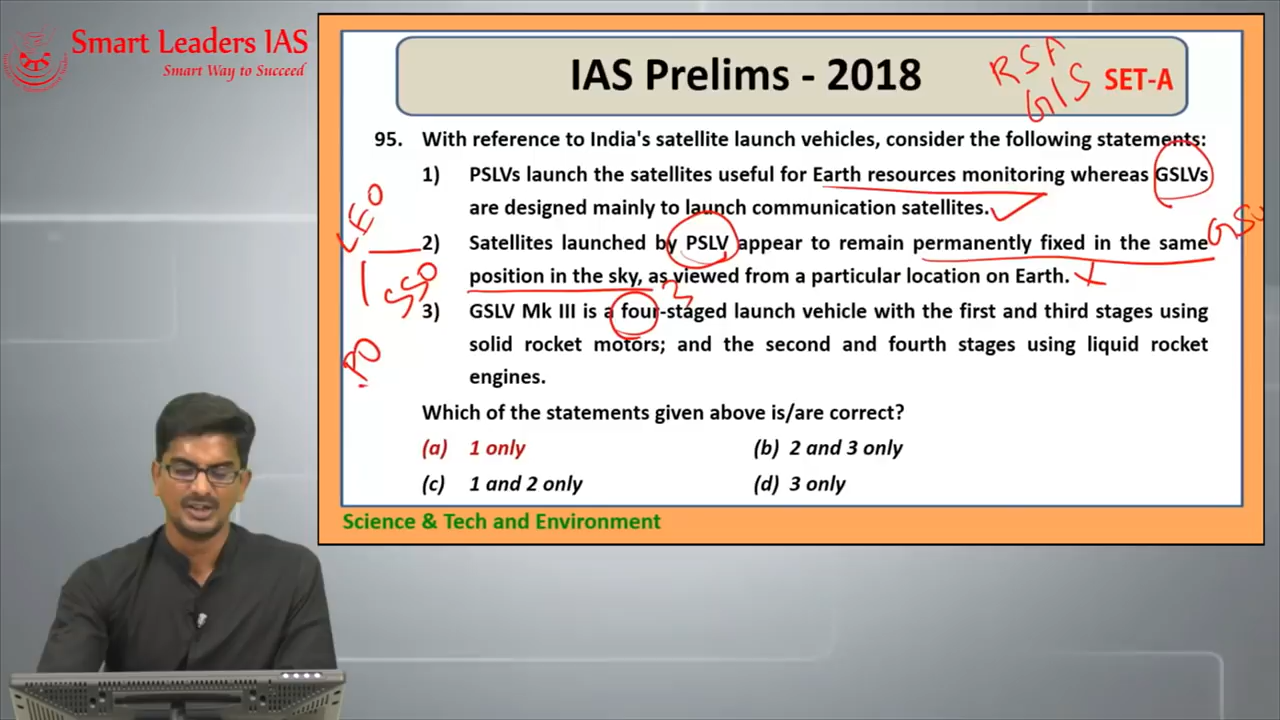 Smart Leaders IAS
Smart Way to Succeed
IAS Prelims - 2018
RSA
GIS
SET-A
95. With reference to India's satellite launch vehicles, consider the following statements:
1) PSLVs launch the satellites useful for Earth resources monitoring whereas GSLVs
are designed mainly to launch communication satellites.
LEO
2) Satellites launched by PSLV appear to remain permanently fixed in the same
position in the sky, as viewed from a particular location on Earth.
SSO
3
3) GSLV Mk III is a four-staged launch vehicle with the first and third stages using
solid rocket motors; and the second and fourth stages using liquid rocket
engines.
PO
Which of the statements given above is/are correct?
(a) 1 only (b) 2 and 3 only
(c) 1 and 2 only (d) 3 only
Science & Tech and Environment